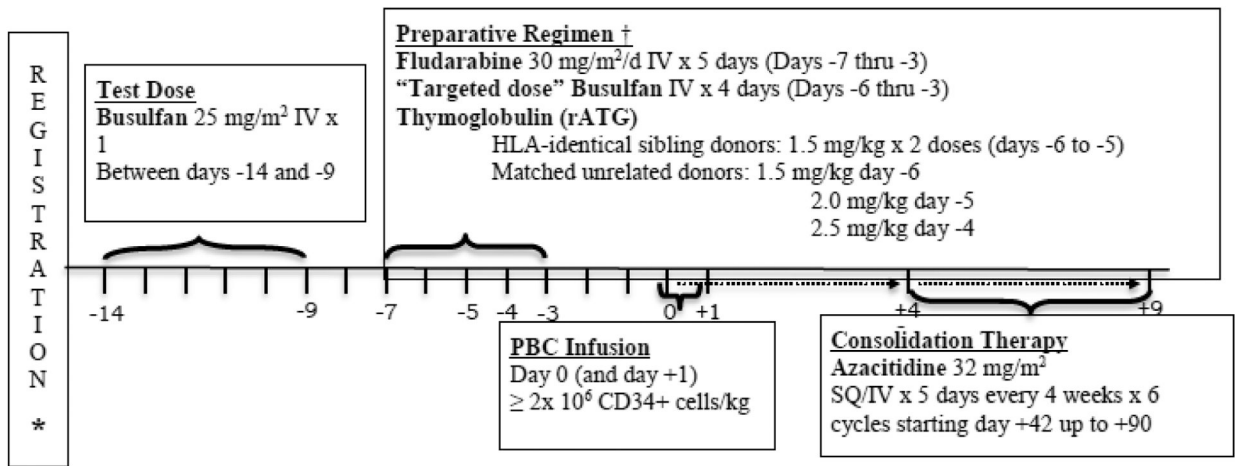 REGISTRATION *
Test Dose
Busulfan 25 mg/m² IV x
1
Between days -14 and -9
Preparative Regimen †
Fludarabine 30 mg/m²/d IV x 5 days (Days -7 thru -3)
“Targeted dose” Busulfan IV x 4 days (Days -6 thru -3)
Thymoglobulin (rATG)
HLA-identical sibling donors: 1.5 mg/kg x 2 doses (days -6 to -5)
Matched unrelated donors: 1.5 mg/kg day -6
2.0 mg/kg day -5
2.5 mg/kg day -4
-14 -9 -7 -5 -4 -3 0 +1 +4 +9
PBC Infusion
Day 0 (and day +1)
≥ 2x 10⁶ CD34+ cells/kg
Consolidation Therapy
Azacitidine 32 mg/m²
SQ/IV x 5 days every 4 weeks x 6
cycles starting day +42 up to +90